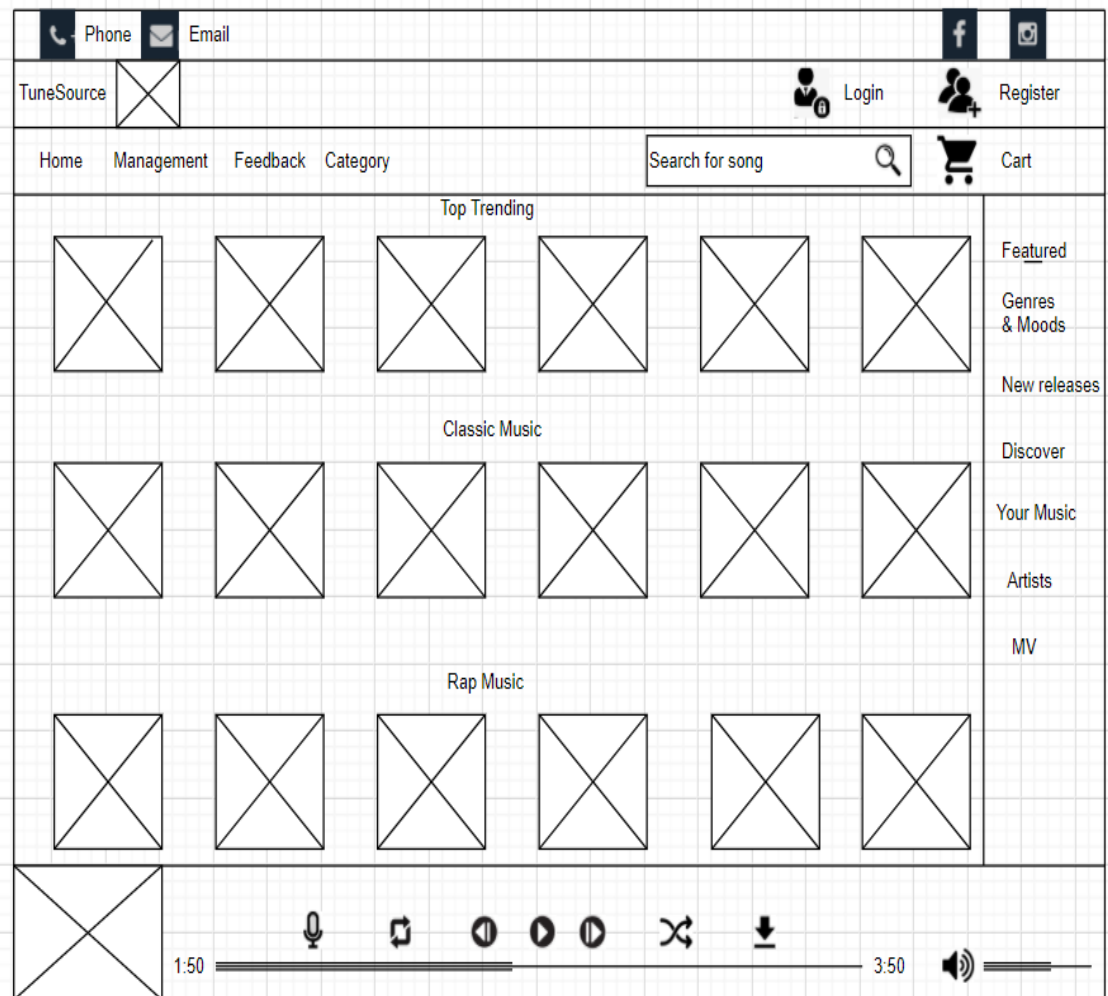 Phone Email
TuneSource
Login Register
Home Management Feedback Category Search for song Cart
Top Trending
Featured
Genres
& Moods
New releases
Classic Music
Discover
Your Music
Artists
MV
Rap Music
1:50 3:50